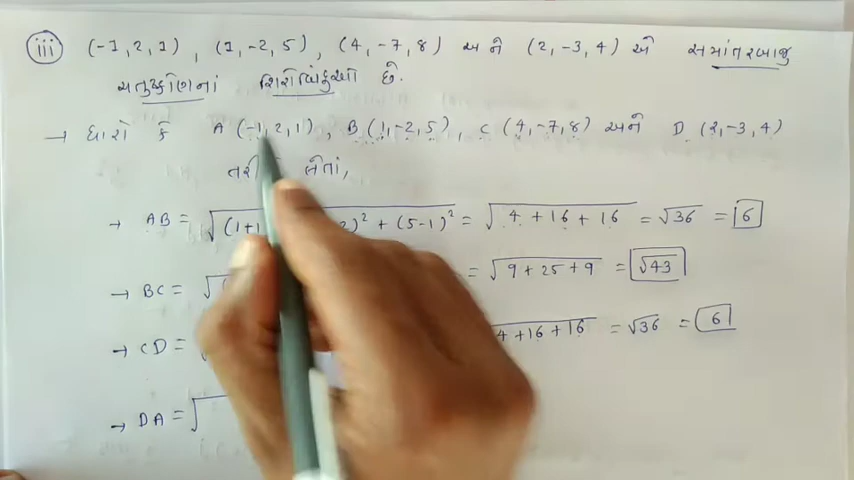 (iii) (-1, 2, 1) , (1, -2, 5) , (4, -7, 8) અને (2, -3, 4) એ સમાંતરબાજુ
ચતુષ્કોણનાં શિરોબિંદુઓ છે.
→ ધારો કે A (-1, 2, 1) , B (1, -2, 5) , C (4, -7, 8) અને D (2, -3, 4)
લેતાં,
→ AB = √(1+1 2)² + (5-1)² = √4 + 16 + 16 = √36 = 6
→ BC = √ = √9 + 25 + 9 = √43
→ CD = 4 + 16 + 16 = √36 = 6
→ DA = √